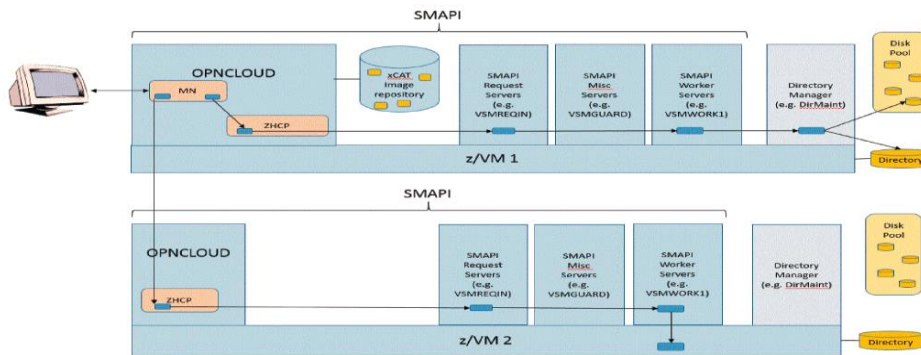 SMAPI
OPNCLOUD
MN
ZHCP
xCAT
Image
repository
SMAPI
Request
Servers
(e.g.
VSMREQIN)
SMAPI
Misc
Servers
(e.g.
VSMGUARD)
SMAPI
Worker
Servers
(e.g.
VSMWORK1)
Directory
Manager
(e.g. DirMaint)
Disk
Pool
Directory
z/VM 1
SMAPI
OPNCLOUD
ZHCP
SMAPI
Request
Servers
(e.g.
VSMREQIN)
SMAPI
Misc
Servers
(e.g.
VSMGUARD)
SMAPI
Worker
Servers
(e.g.
VSMWORK1)
Directory
Manager
(e.g. DirMaint)
Disk
Pool
Directory
z/VM 2